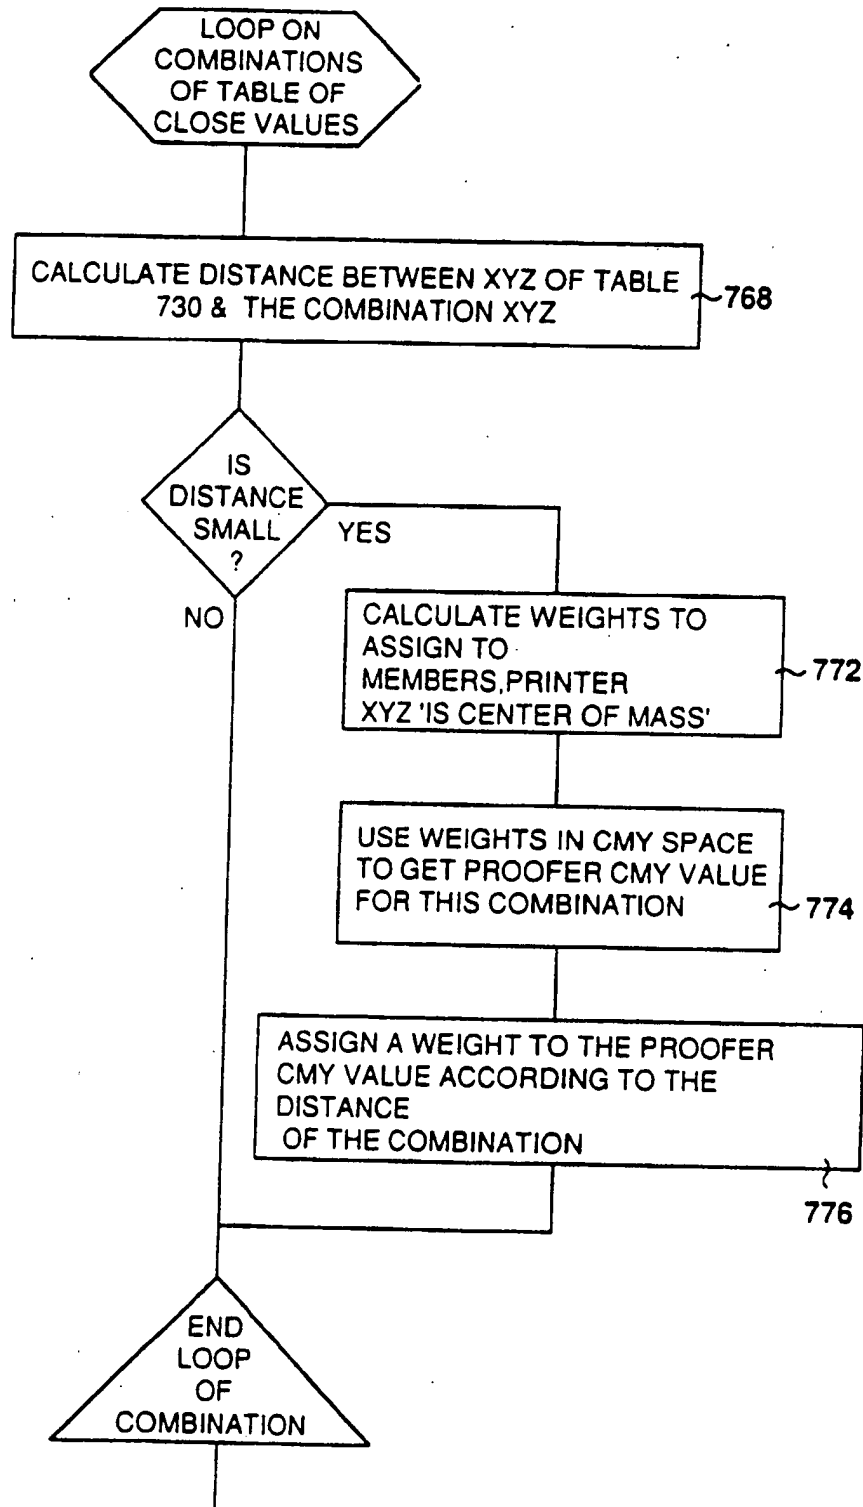 LOOP ON
COMBINATIONS
OF TABLE OF
CLOSE VALUES
CALCULATE DISTANCE BETWEEN XYZ OF TABLE
730 & THE COMBINATION XYZ
768
IS
DISTANCE
SMALL
?
YES
NO
CALCULATE WEIGHTS TO
ASSIGN TO
MEMBERS,PRINTER
XYZ 'IS CENTER OF MASS'
772
USE WEIGHTS IN CMY SPACE
TO GET PROOFER CMY VALUE
FOR THIS COMBINATION
774
ASSIGN A WEIGHT TO THE PROOFER
CMY VALUE ACCORDING TO THE
DISTANCE
OF THE COMBINATION
776
END
LOOP
OF
COMBINATION